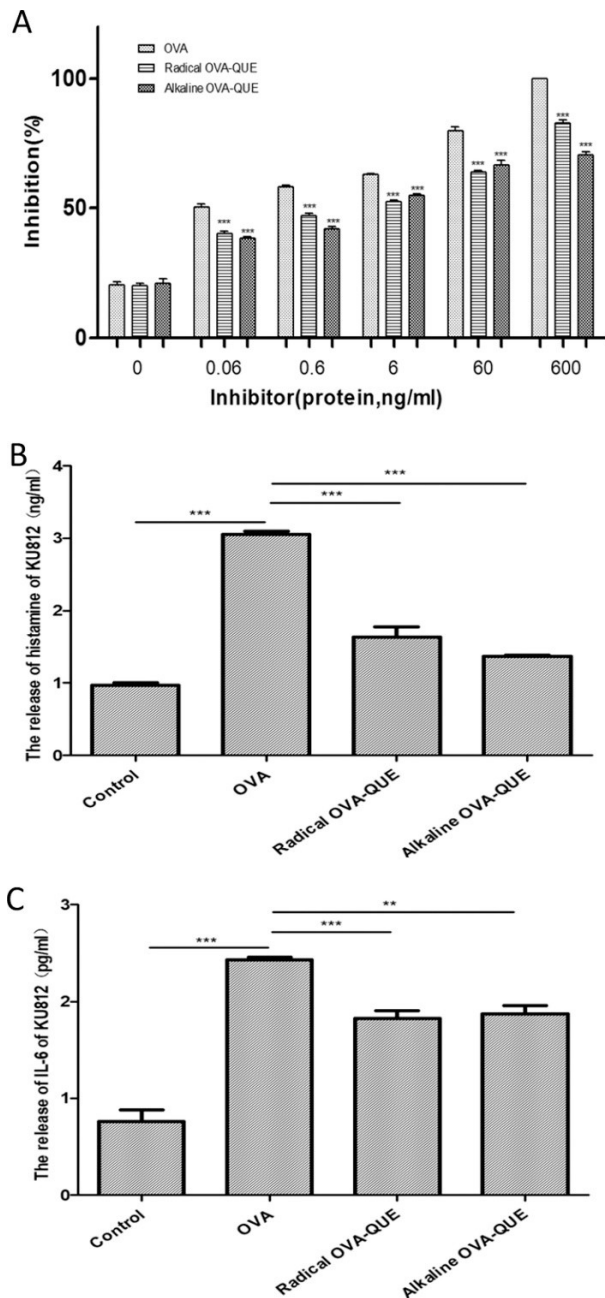 A
OVA
Radical OVA-QUE
Alkaline OVA-QUE
100
50
0
Inhibition(%)
*** ***
*** ***
*** ***
*** ***
*** ***
0 0.06 0.6 6 60 600
Inhibitor(protein,ng/ml)
B
The release of histamine of KU812 (ng/ml)
4
3
2
1
0
***
***
***
Control
OVA
Radical OVA-QUE
Alkaline OVA-QUE
C
The release of IL-6 of KU812 (pg/ml)
3
2
1
0
**
***
***
Control
OVA
Radical OVA-QUE
Alkaline OVA-QUE